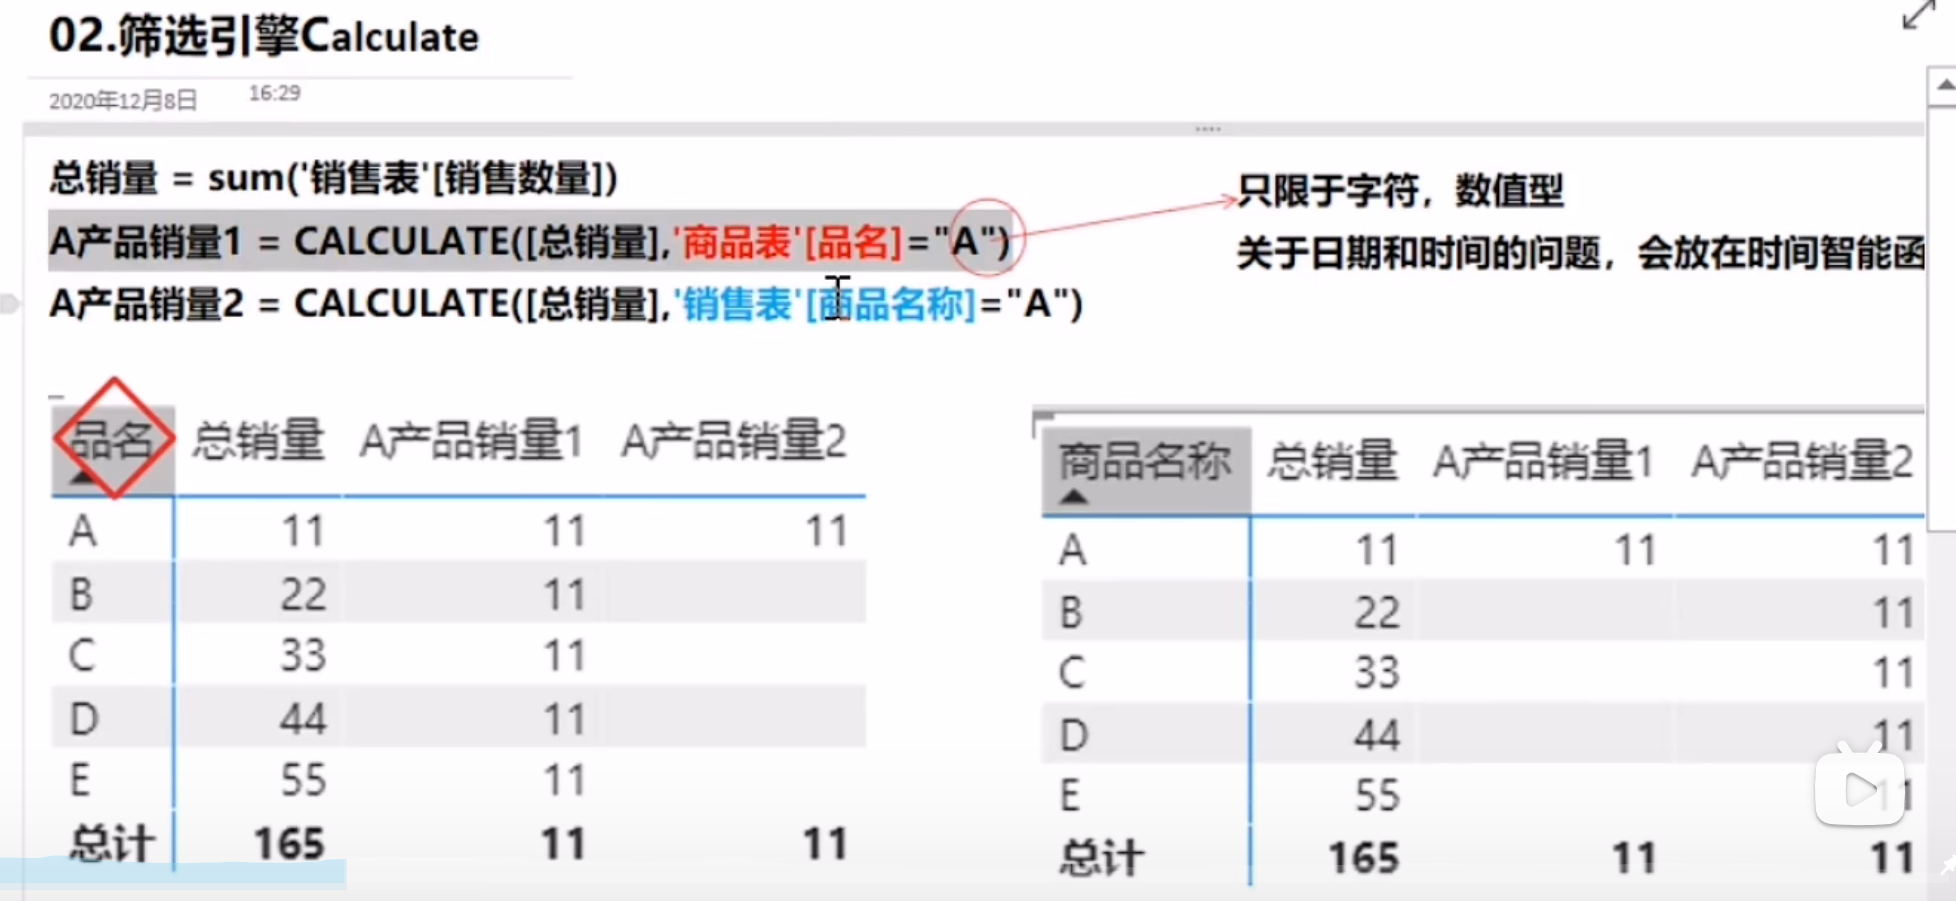 02.筛选引擎Calculate
2020年12月8日 16:29
总销量 = sum('销售表'[销售数量])
A产品销量1 = CALCULATE([总销量],'商品表'[品名]="A")
A产品销量2 = CALCULATE([总销量],'销售表'[商品名称]="A")
只限于字符，数值型
关于日期和时间的问题，会放在时间智能函
品名 总销量 A产品销量1 A产品销量2
A 11 11 11
B 22 11
C 33 11
D 44 11
E 55 11
总计 165 11 11
商品名称 总销量 A产品销量1 A产品销量2
A 11 11 11
B 22 11
C 33 11
D 44 11
E 55 11
总计 165 11 11